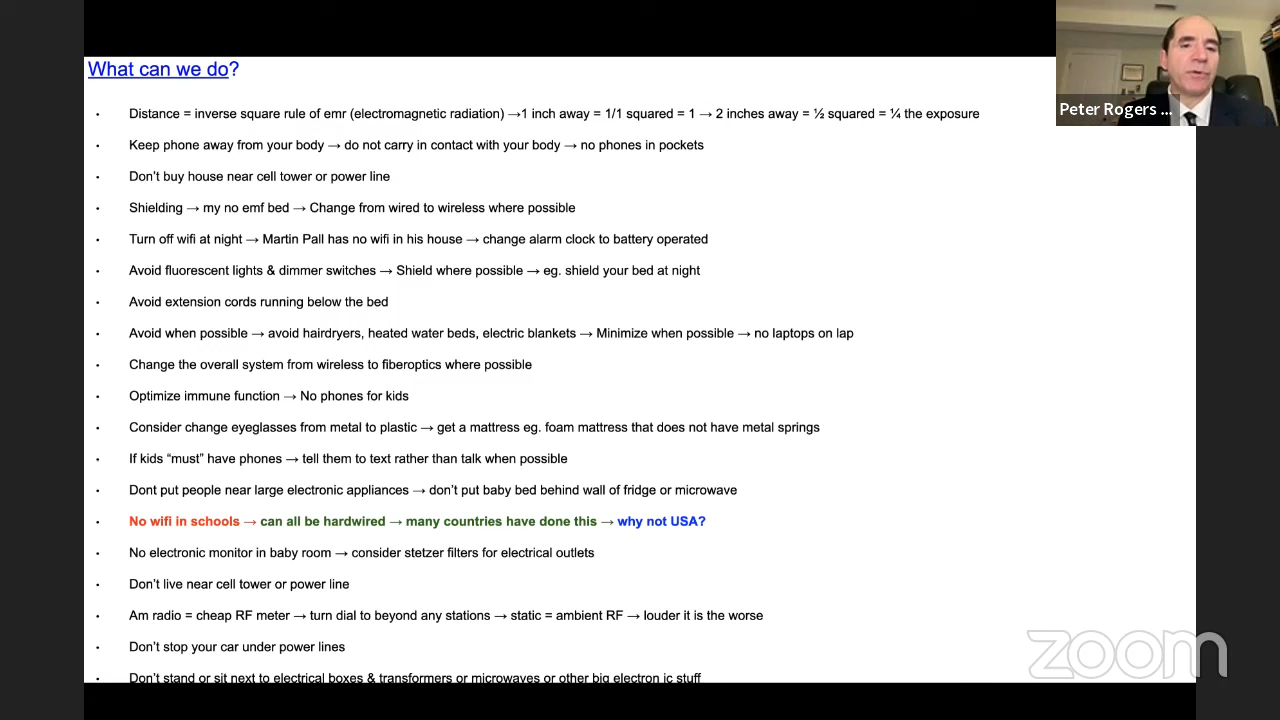 What can we do?
Peter Rogers ...
• Distance = inverse square rule of emr (electromagnetic radiation) →1 inch away = 1/1 squared = 1 → 2 inches away = ½ squared = ¼ the exposure
• Keep phone away from your body → do not carry in contact with your body → no phones in pockets
• Don't buy house near cell tower or power line
• Shielding → my no emf bed → Change from wired to wireless where possible
• Turn off wifi at night → Martin Pall has no wifi in his house → change alarm clock to battery operated
• Avoid fluorescent lights & dimmer switches → Shield where possible → eg. shield your bed at night
• Avoid extension cords running below the bed
• Avoid when possible → avoid hairdryers, heated water beds, electric blankets → Minimize when possible → no laptops on lap
• Change the overall system from wireless to fiberoptics where possible
• Optimize immune function → No phones for kids
• Consider change eyeglasses from metal to plastic → get a mattress eg. foam mattress that does not have metal springs
• If kids “must” have phones → tell them to text rather than talk when possible
• Dont put people near large electronic appliances → don't put baby bed behind wall of fridge or microwave
• No wifi in schools → can all be hardwired → many countries have done this → why not USA?
• No electronic monitor in baby room → consider stetzer filters for electrical outlets
• Don't live near cell tower or power line
• Am radio = cheap RF meter → turn dial to beyond any stations → static = ambient RF → louder it is the worse
• Don't stop your car under power lines
• Don't stand or sit next to electrical boxes & transformers or microwaves or other big electron ic stuff
zoom